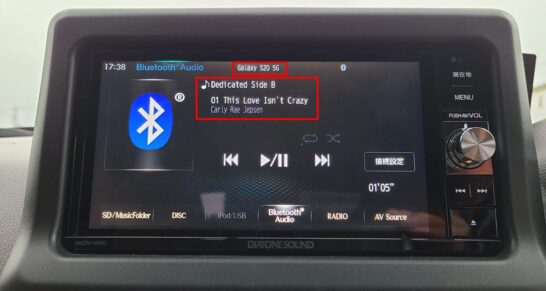 17:38 Bluetooth® Audio Galaxy S20 5G
Dedicated Side B
01 This Love Isn't Crazy
Carly Rae Jepsen
®
現在地
MENU
PUSH-AV/VOL
接続設定
01'05"
SD/MusicFolder DISC iPod/USB Bluetooth® Audio RADIO AV Source
DIATONE SOUND